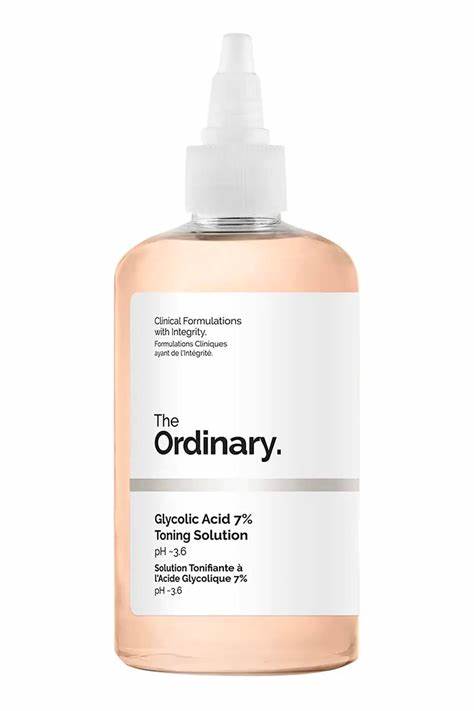 Clinical Formulations
with Integrity.
Formulations Cliniques
ayant de l'Intégrité.
The
Ordinary.
Glycolic Acid 7%
Toning Solution
pH ~3.6
Solution Tonifiante à
l'Acide Glycolique 7%
pH ~3.6